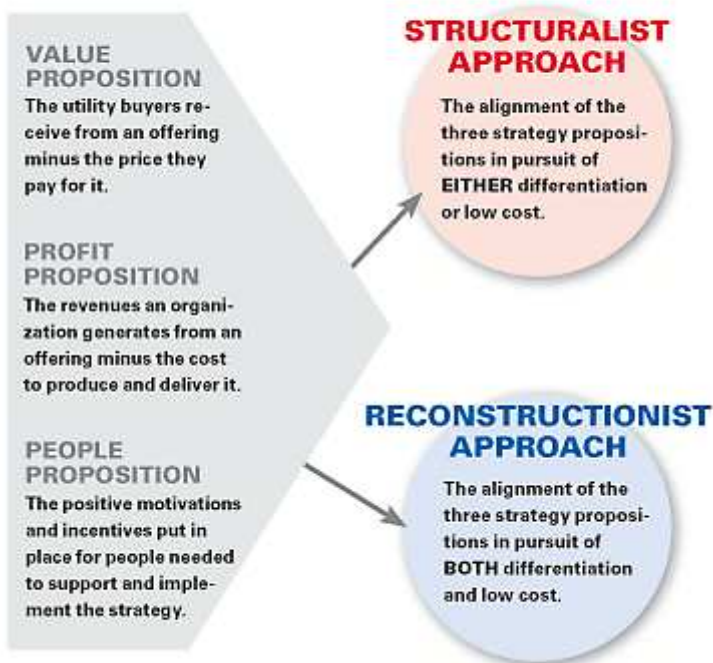 VALUE
PROPOSITION
The utility buyers re-
ceive from an offering
minus the price they
pay for it.
PROFIT
PROPOSITION
The revenues an organi-
zation generates from an
offering minus the cost
to produce and deliver it.
PEOPLE
PROPOSITION
The positive motivations
and incentives put in
place for people needed
to support and imple-
ment the strategy.
STRUCTURALIST
APPROACH
The alignment of the
three strategy proposi-
tions in pursuit of
EITHER differentiation
or low cost.
RECONSTRUCTIONIST
APPROACH
The alignment of the
three strategy proposi-
tions in pursuit of
BOTH differentiation
and low cost.